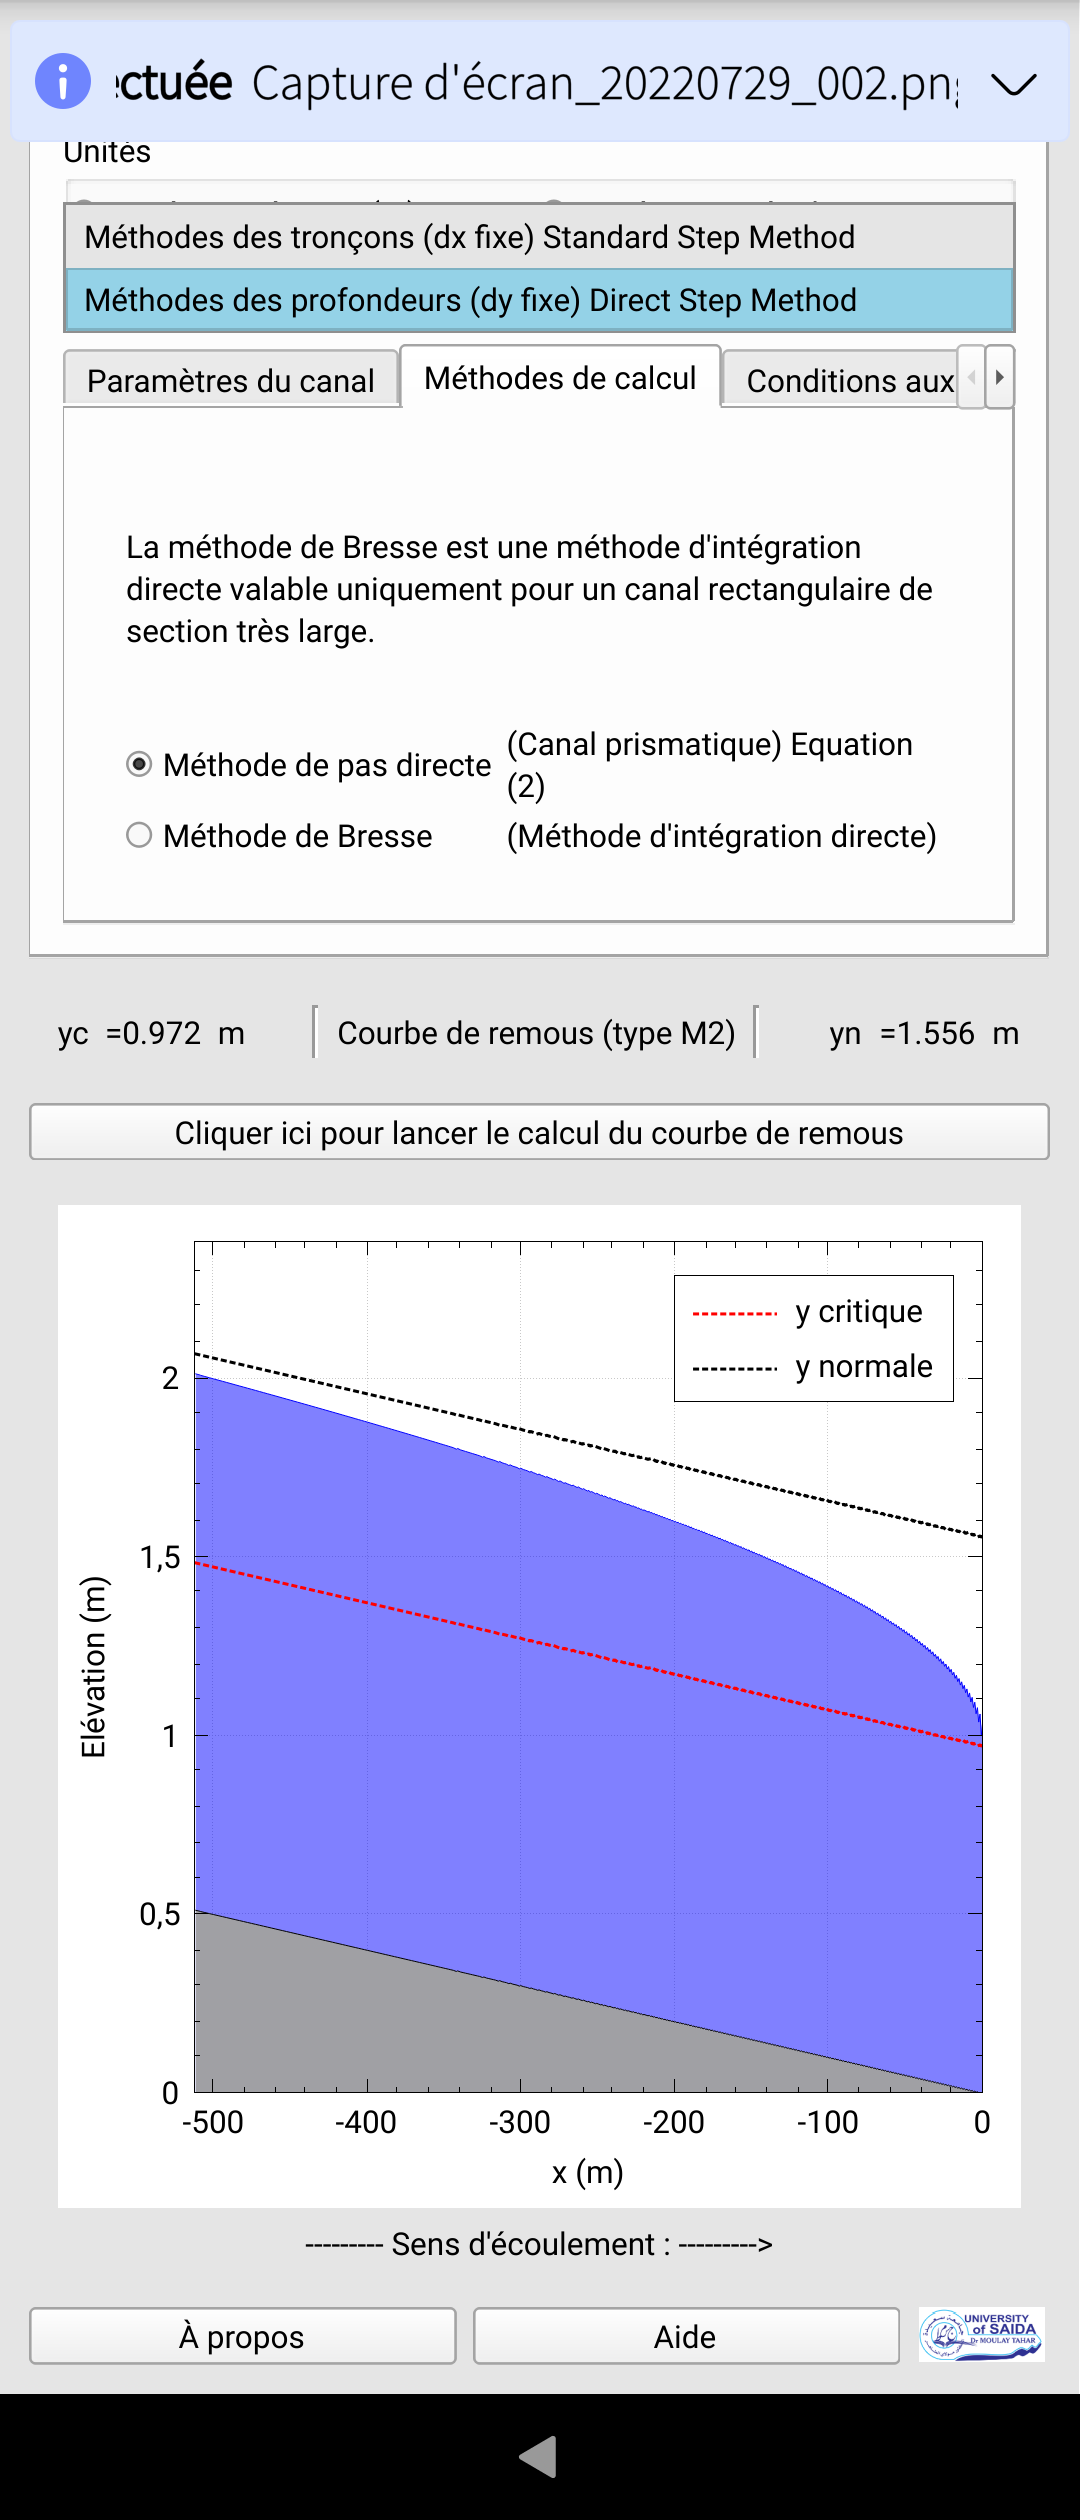 ectuée Capture d'écran_20220729_002.png
Unités
Méthodes des tronçons (dx fixe) Standard Step Method
Méthodes des profondeurs (dy fixe) Direct Step Method
Paramètres du canal
Méthodes de calcul
Conditions aux
La méthode de Bresse est une méthode d'intégration
directe valable uniquement pour un canal rectangulaire de
section très large.
Méthode de pas directe
(Canal prismatique) Equation
(2)
Méthode de Bresse
(Méthode d'intégration directe)
yc =0.972 m
Courbe de remous (type M2)
yn =1.556 m
Cliquer ici pour lancer le calcul du courbe de remous
y critique
y normale
2
1,5
1
0,5
0
Elévation (m)
-500 -400 -300 -200 -100 0
x (m)
--------- Sens d'écoulement : --------->
À propos
Aide
UNIVERSITY
of SAIDA
Dr MOULAY TAHAR